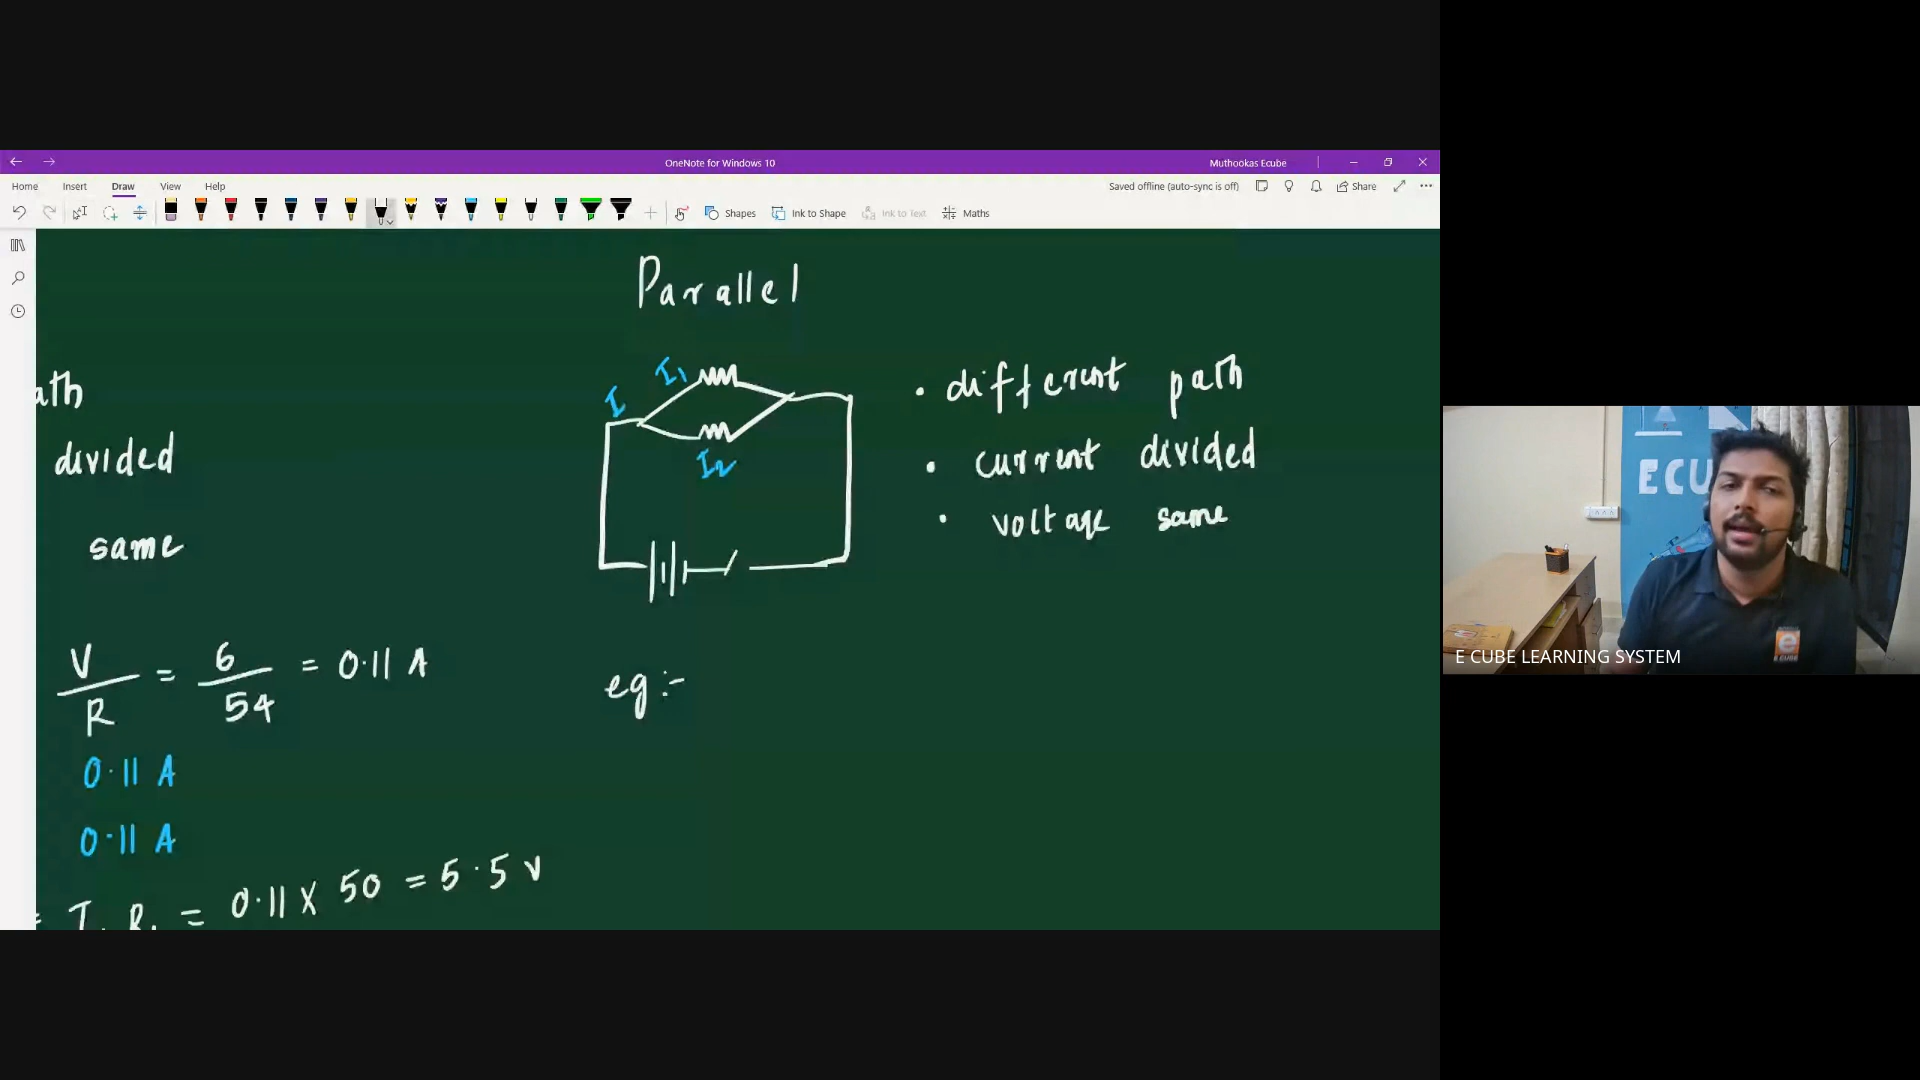 OneNote for Windows 10
Muthookas Ecube
Home Insert Draw View Help
Saved offline (auto-sync is off)
Share
Shapes
Ink to Shape
Ink to Text
Maths
Parallel
ath
divided
same
I
I1
I2
• different path
• current divided
• voltage same
V/R = 6/54 = 0.11 A
0.11 A
0.11 A
= I. R. = 0.11 X 50 = 5.5 v
eg :-
ECU
E CUBE
E CUBE LEARNING SYSTEM